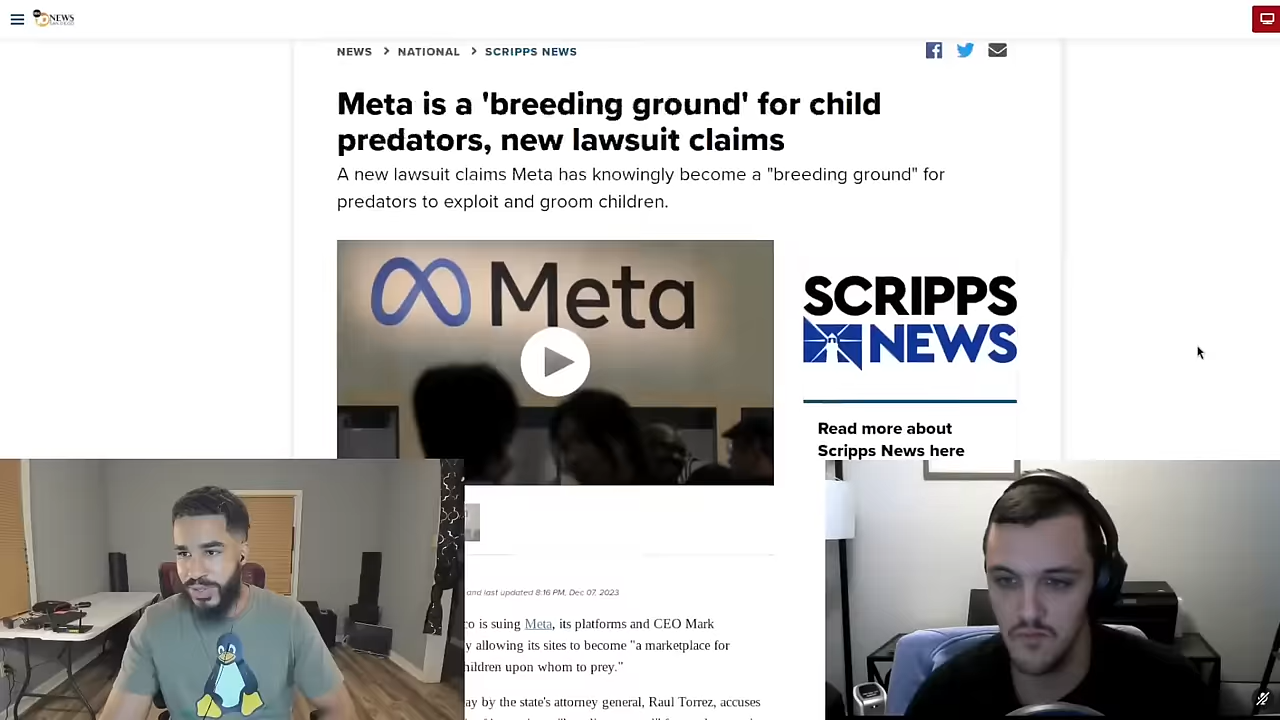 NEWS
NEWS > NATIONAL > SCRIPPS NEWS
Meta is a 'breeding ground' for child
predators, new lawsuit claims
A new lawsuit claims Meta has knowingly become a "breeding ground" for
predators to exploit and groom children.
Meta
SCRIPPS
NEWS
Read more about
Scripps News here
and last updated 8:16 PM, Dec 07, 2023
co is suing Meta, its platforms and CEO Mark
y allowing its sites to become "a marketplace for
hildren upon whom to prey."
ay by the state's attorney general, Raul Torrez, accuses